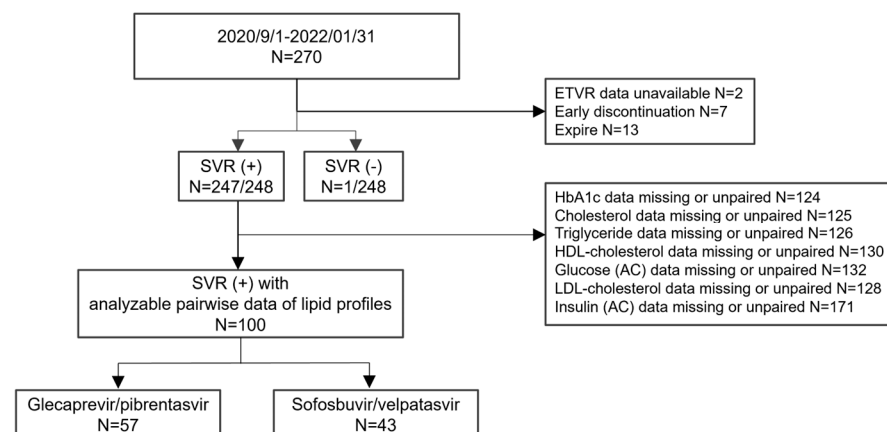 2020/9/1-2022/01/31
N=270
ETVR data unavailable N=2
Early discontinuation N=7
Expire N=13
SVR (+)
N=247/248
SVR (-)
N=1/248
HbA1c data missing or unpaired N=124
Cholesterol data missing or unpaired N=125
Triglyceride data missing or unpaired N=126
HDL-cholesterol data missing or unpaired N=130
Glucose (AC) data missing or unpaired N=132
LDL-cholesterol data missing or unpaired N=128
Insulin (AC) data missing or unpaired N=171
SVR (+) with
analyzable pairwise data of lipid profiles
N=100
Glecaprevir/pibrentasvir
N=57
Sofosbuvir/velpatasvir
N=43